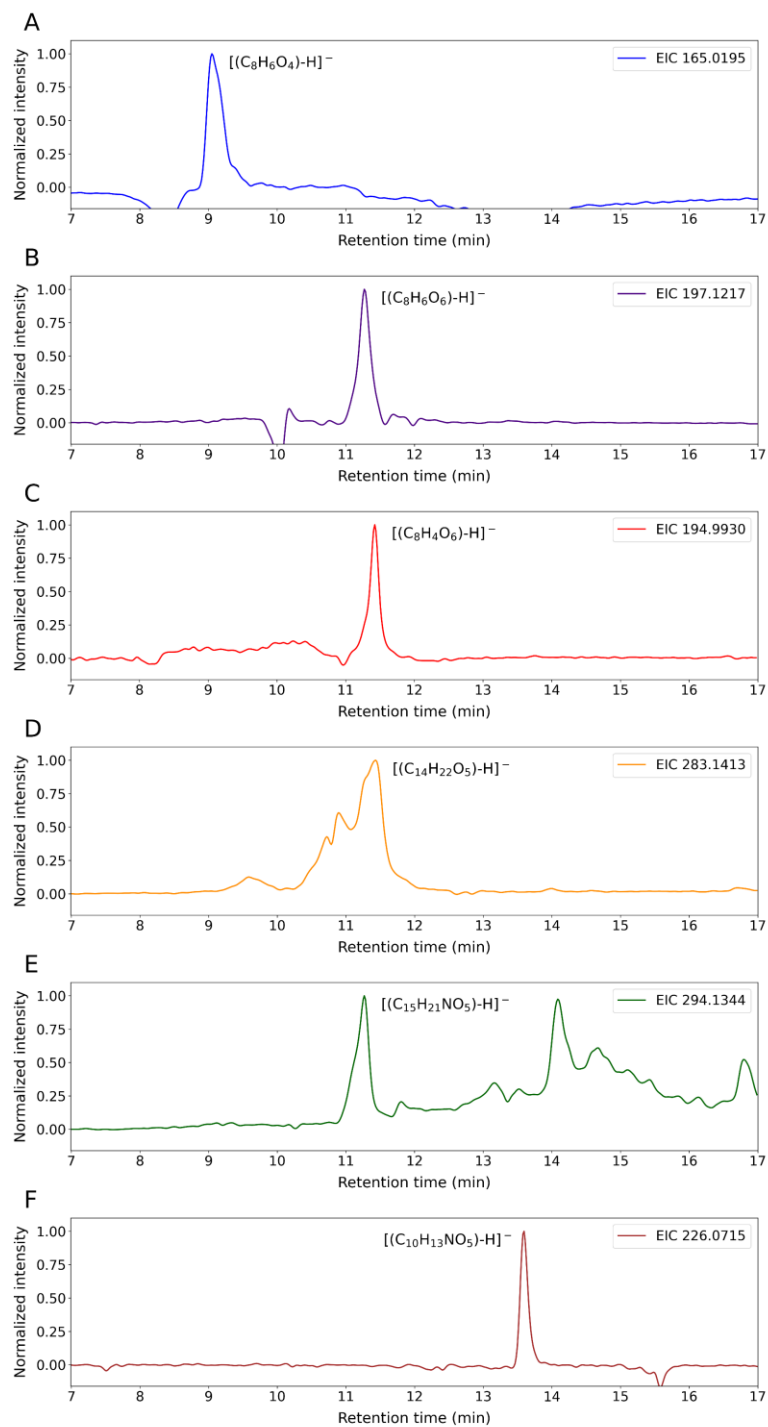 A
1.00
0.75
0.50
0.25
0.00
Normalized intensity
[(C₈H₆O₄)-H]⁻
EIC 165.0195
7 8 9 10 11 12 13 14 15 16 17
Retention time (min)
B
1.00
0.75
0.50
0.25
0.00
Normalized intensity
[(C₈H₆O₆)-H]⁻
EIC 197.1217
7 8 9 10 11 12 13 14 15 16 17
Retention time (min)
C
1.00
0.75
0.50
0.25
0.00
Normalized intensity
[(C₈H₄O₆)-H]⁻
EIC 194.9930
7 8 9 10 11 12 13 14 15 16 17
Retention time (min)
D
1.00
0.75
0.50
0.25
0.00
Normalized intensity
[(C₁₄H₂₂O₅)-H]⁻
EIC 283.1413
7 8 9 10 11 12 13 14 15 16 17
Retention time (min)
E
1.00
0.75
0.50
0.25
0.00
Normalized intensity
[(C₁₅H₂₁NO₅)-H]⁻
EIC 294.1344
7 8 9 10 11 12 13 14 15 16 17
Retention time (min)
F
1.00
0.75
0.50
0.25
0.00
Normalized intensity
[(C₁₀H₁₃NO₅)-H]⁻
EIC 226.0715
7 8 9 10 11 12 13 14 15 16 17
Retention time (min)